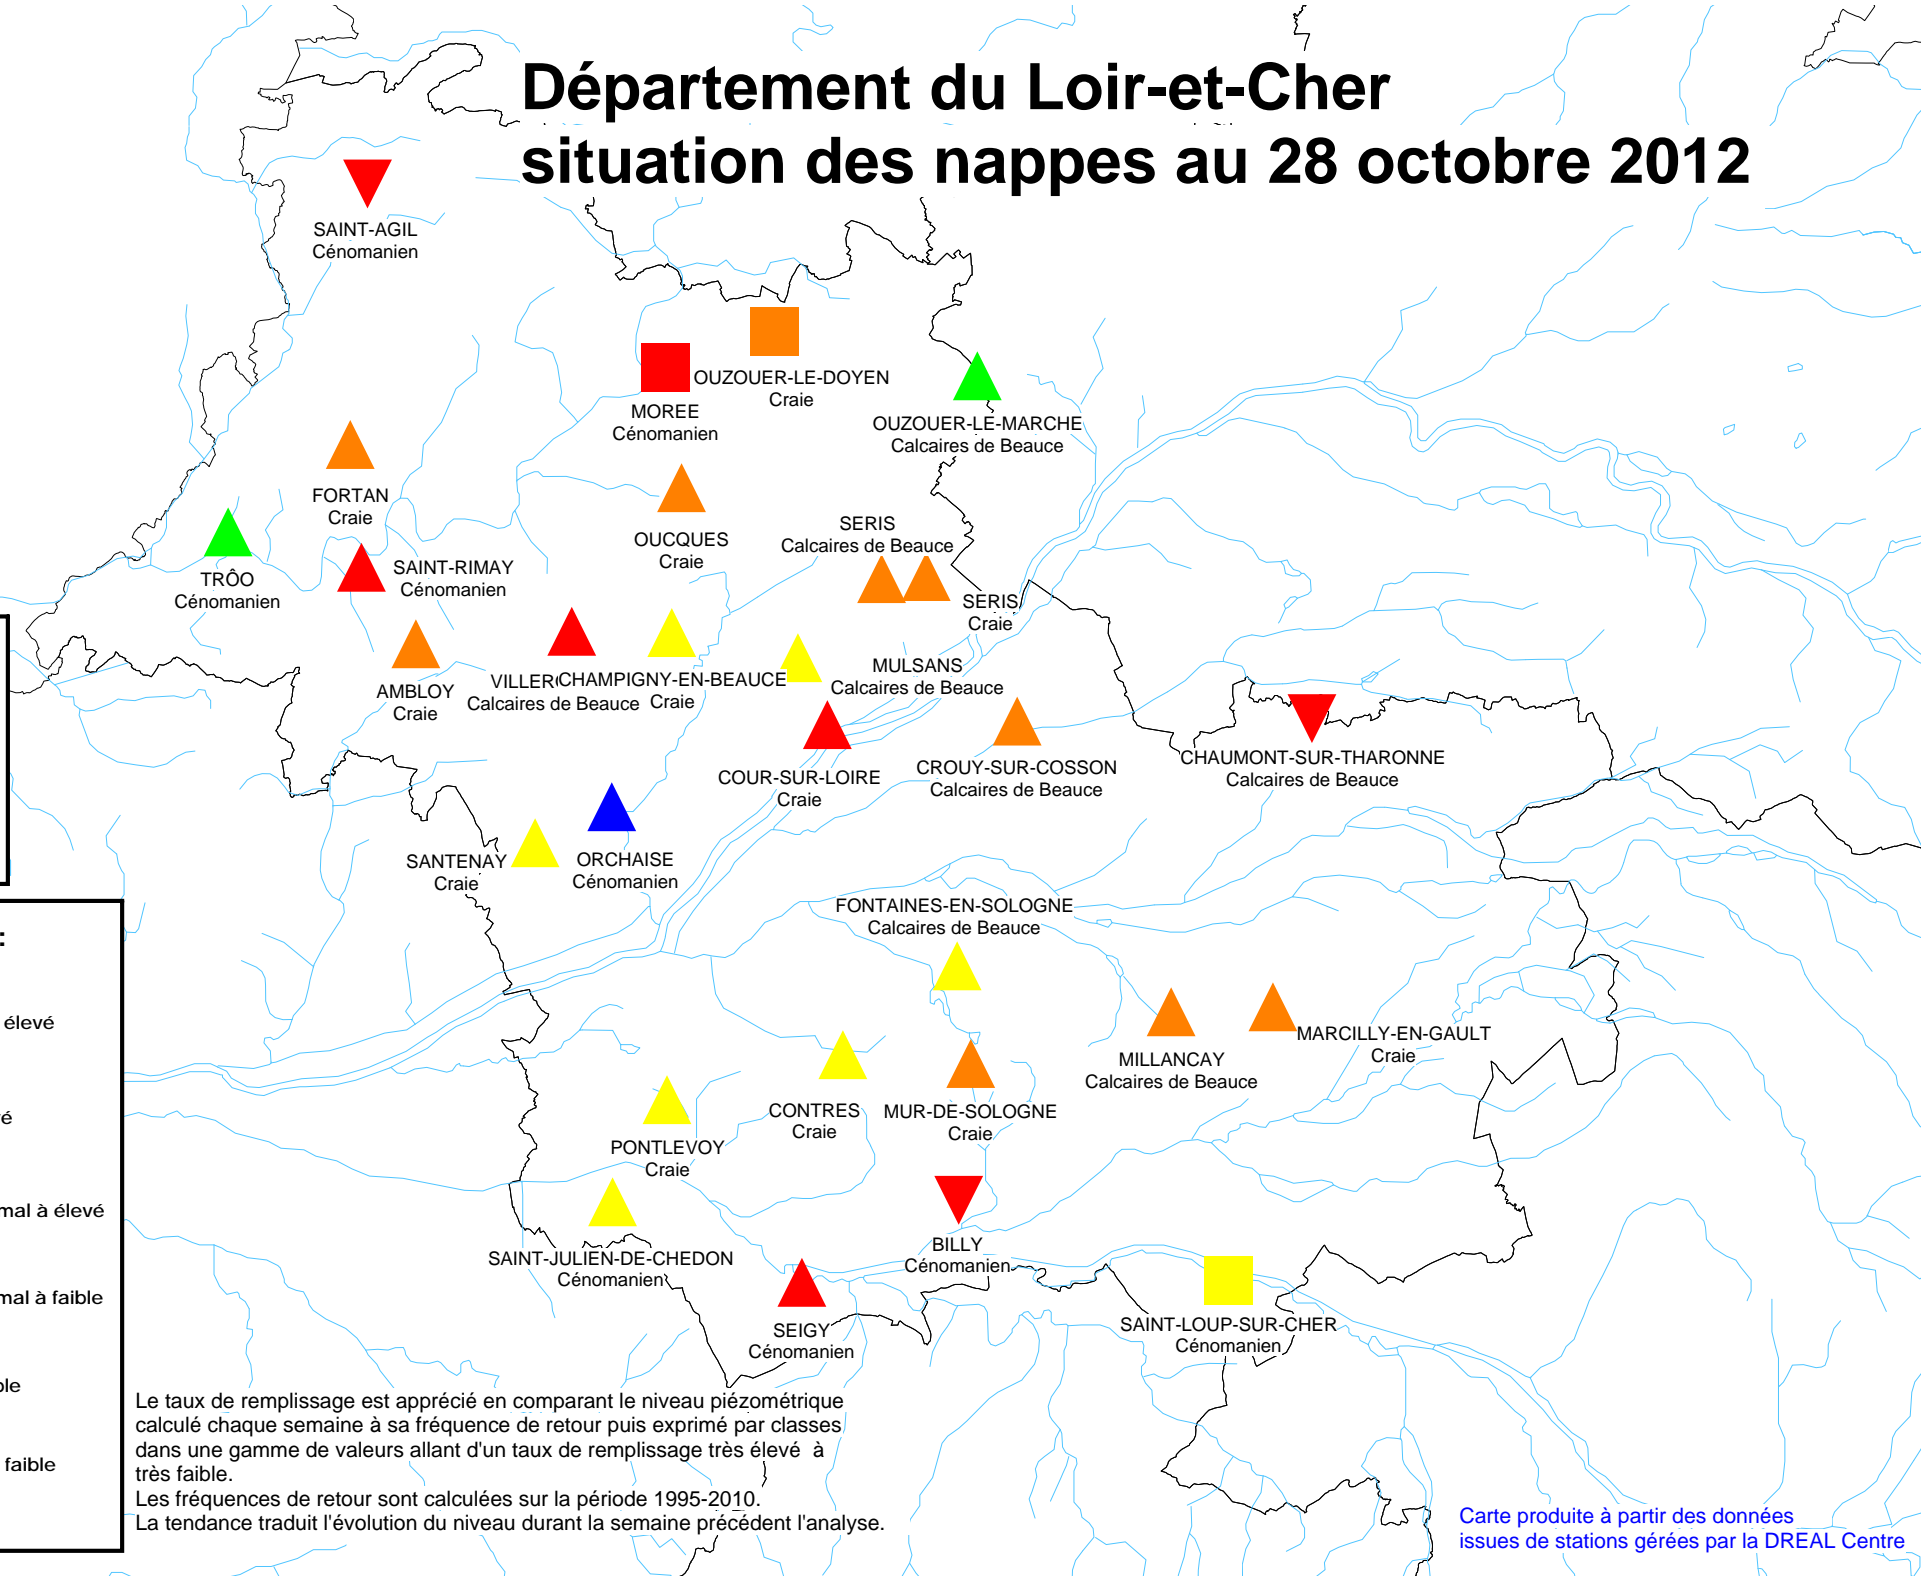 Département du Loir-et-Cher
situation des nappes au 28 octobre 2012
SAINT-AGIL
Cénomanien
OUZOUER-LE-DOYEN
Craie
MOREE
Cénomanien
OUZOUER-LE-MARCHE
Calcaires de Beauce
FORTAN
Craie
OUCQUES
Craie
SERIS
Calcaires de Beauce
TRÔO
Cénomanien
SAINT-RIMAY
Cénomanien
SERIS
Craie
AMBLOY
Craie
Calcaires de Beauce
CHAMPIGNY-EN-BEAUCE
Craie
MULSANS
Calcaires de Beauce
COUR-SUR-LOIRE
Craie
CROUY-SUR-COSSON
Calcaires de Beauce
CHAUMONT-SUR-THARONNE
Calcaires de Beauce
SANTENAY
Craie
ORCHAISE
Cénomanien
FONTAINES-EN-SOLOGNE
Calcaires de Beauce
MILLANCAY
Calcaires de Beauce
MARCILLY-EN-GAULT
Craie
CONTRES
Craie
MUR-DE-SOLOGNE
Craie
PONTLEVOY
Craie
SAINT-JULIEN-DE-CHEDON
Cénomanien
BILLY
Cénomanien
SEIGY
Cénomanien
SAINT-LOUP-SUR-CHER
Cénomanien
:
élevé
à élevé
à faible
faible
Le taux de remplissage est apprécié en comparant le niveau piézométrique
calculé chaque semaine à sa fréquence de retour puis exprimé par classes
dans une gamme de valeurs allant d'un taux de remplissage très élevé à
très faible.
Les fréquences de retour sont calculées sur la période 1995-2010.
La tendance traduit l'évolution du niveau durant la semaine précédent l'analyse.
Carte produite à partir des données
issues de stations gérées par la DREAL Centre